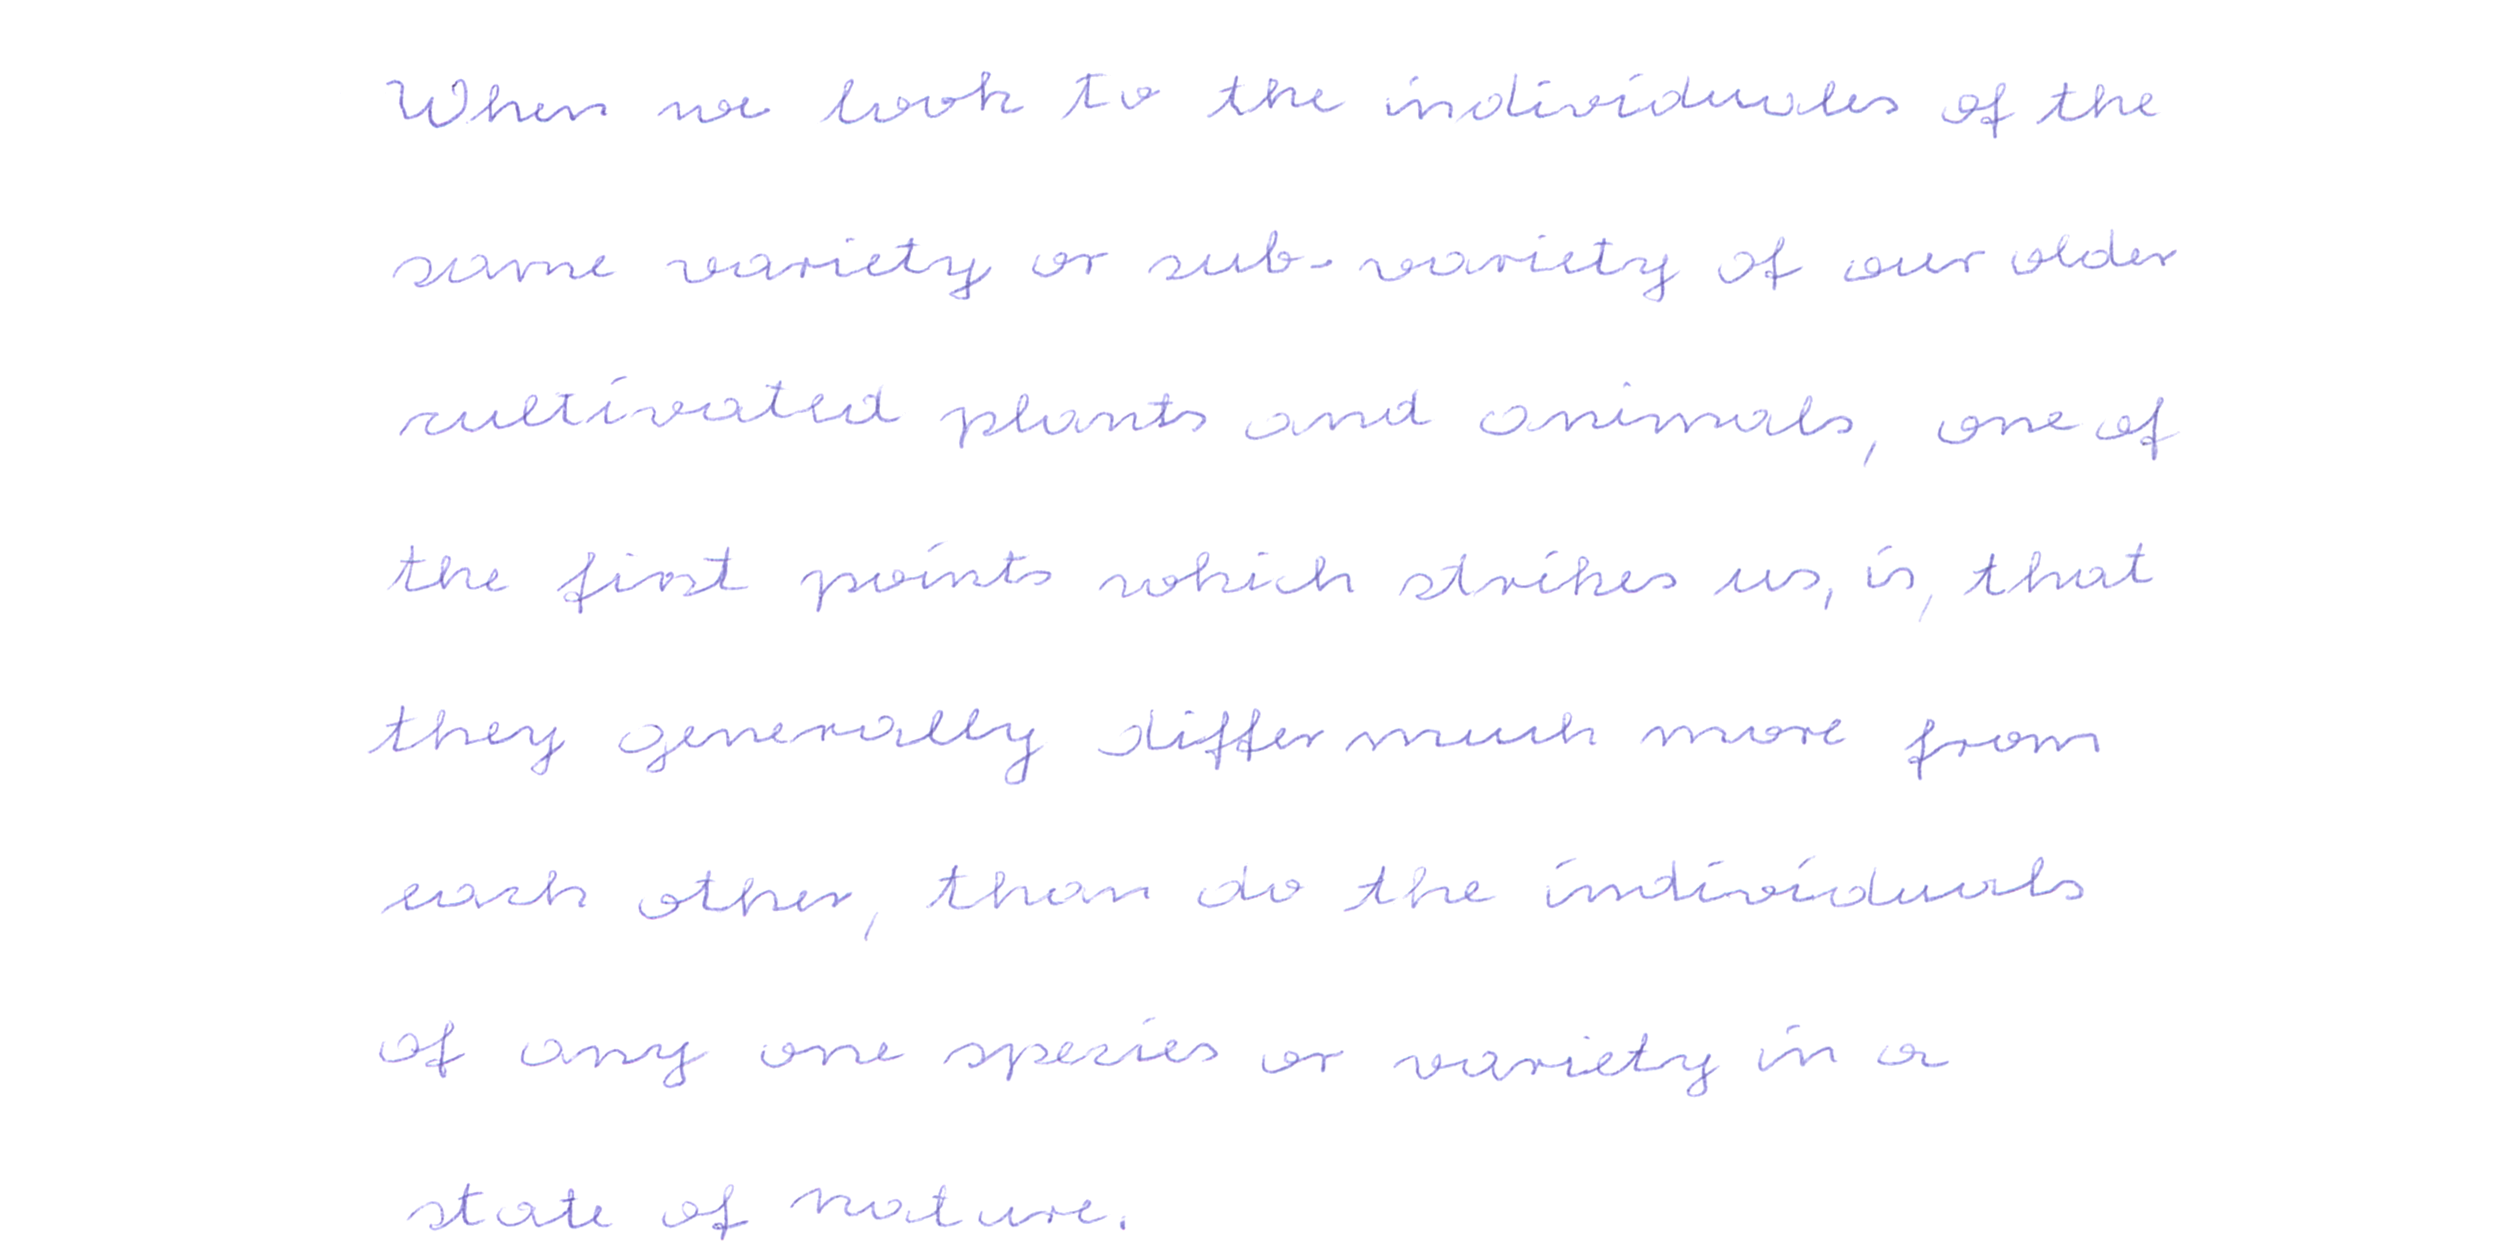 When we look to the individuales of the
same variety or sub-variety of our older
cultivated plants and animals, one of
the first points which strikes us, is, that
they generally differ much more from
each other, than do the individuals
of any one species or variety in a
state of nature.